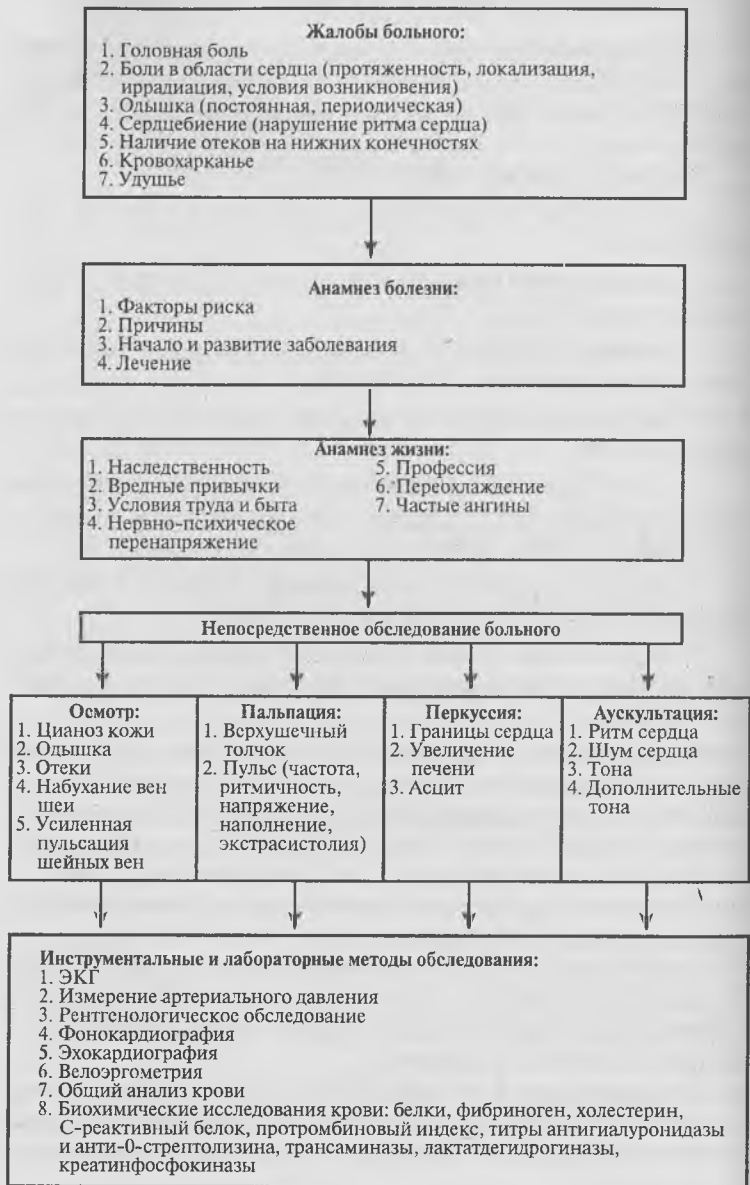 Жалобы больного:
1. Головная боль
2. Боли в области сердца (протяженность, локализация,
иррадиация, условия возникновения)
3. Одышка (постоянная, периодическая)
4. Сердцебиение (нарушение ритма сердца)
5. Наличие отеков на нижних конечностях
6. Кровохарканье
7. Удушье
Анамнез болезни:
1. Факторы риска
2. Причины
3. Начало и развитие заболевания
4. Лечение
Анамнез жизни:
1. Наследственность
2. Вредные привычки
3. Условия труда и быта
4. Нервно-психическое
перенапряжение
5. Профессия
6. Переохлаждение
7. Частые ангины
Непосредственное обследование больного
Осмотр:
1. Цианоз кожи
2. Одышка
3. Отеки
4. Набухание вен
шеи
5. Усиленная
пульсация
шейных вен
Пальпация:
1. Верхушечный
толчок
2. Пульс (частота,
ритмичность,
напряжение,
наполнение,
экстрасистолия)
Перкуссия:
1. Границы сердца
2. Увеличение
печени
3. Асцит
Аускультация:
1. Ритм сердца
2. Шум сердца
3. Тона
4. Дополнительные
тона
Инструментальные и лабораторные методы обследования:
1. ЭКГ
2. Измерение артериального давления
3. Рентгенологическое обследование
4. Фонокардиография
5. Эхокардиография
6. Велоэргометрия
7. Общий анализ крови
8. Биохимические исследования крови: белки, фибриноген, холестерин,
С-реактивный белок, протромбиновый индекс, титры антигиалуронидазы
и анти-0-стрептолизина, трансаминазы, лактатдегидрогиназы,
креатинфосфокиназы